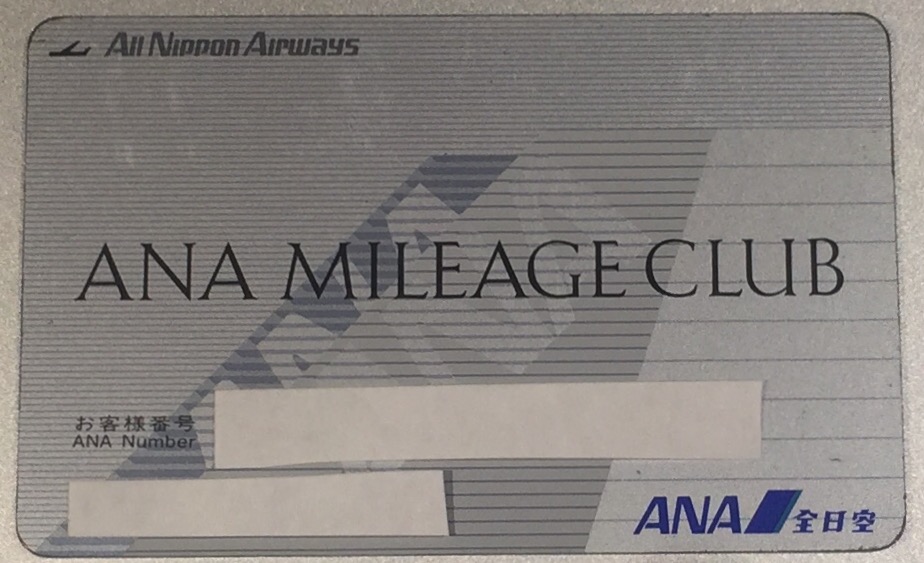 All Nippon Airways
ANA MILEAGE CLUB
お客様番号
ANA Number
ANA 全日空